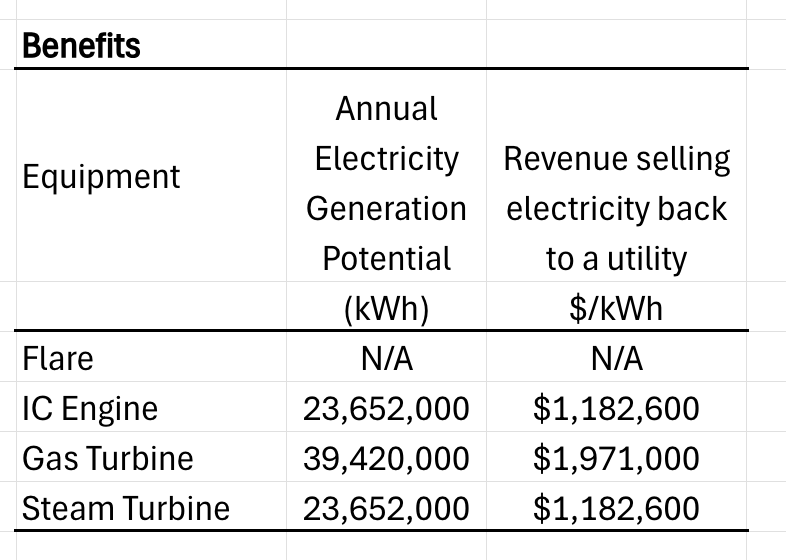 Benefits
Equipment
Annual
Electricity
Generation
Potential
(kWh)
Revenue selling
electricity back
to a utility
$/kWh
Flare N/A N/A
IC Engine 23,652,000 $1,182,600
Gas Turbine 39,420,000 $1,971,000
Steam Turbine 23,652,000 $1,182,600